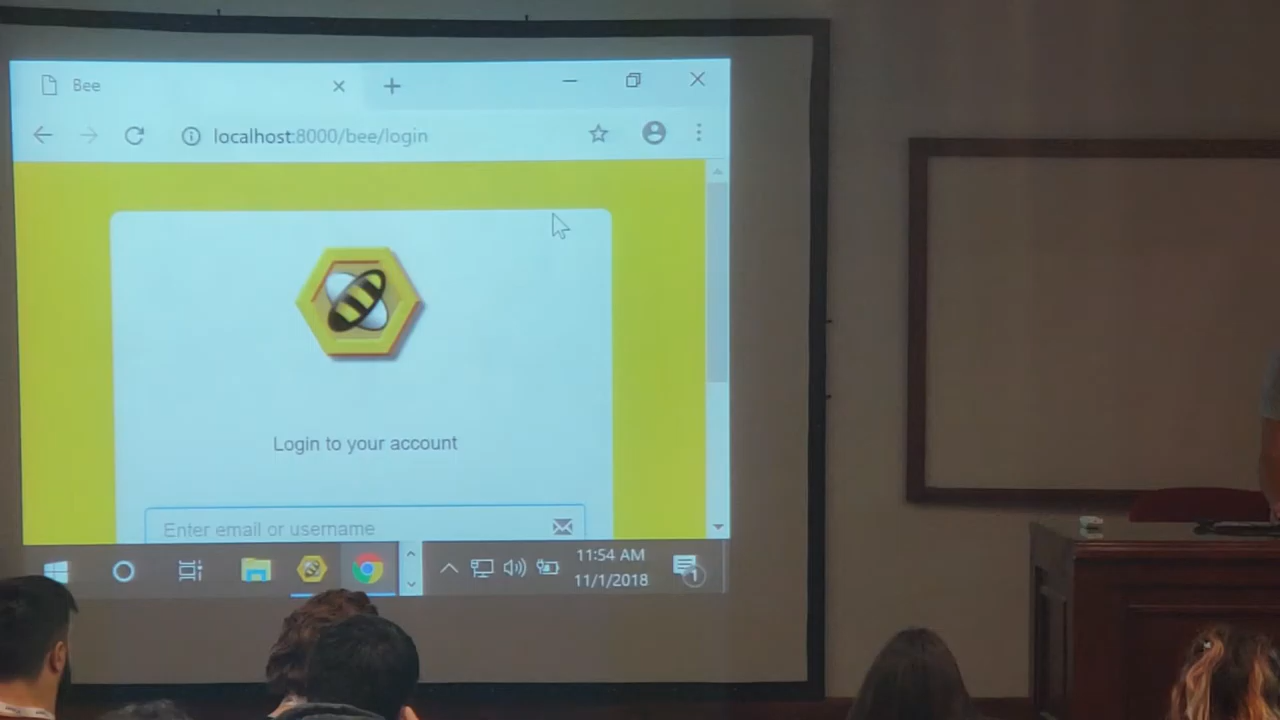 Bee
localhost:8000/bee/login
Login to your account
Enter email or username
11:54 AM
11/1/2018
1